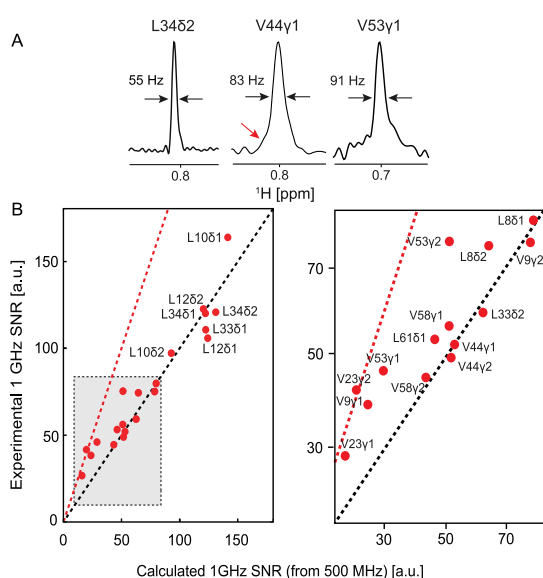 A
L34δ2 V44γ1 V53γ1
55 Hz 83 Hz 91 Hz
0.8 0.8 0.7
¹H [ppm]
B
Experimental 1 GHz SNR [a.u.]
150
100
50
0
0 50 100 150
L10δ1
L12δ2
L34δ1 L34δ2
L33δ1
L12δ1
L10δ2
70
50
30
30 50 70
L8δ1
V53γ2
L8δ2 V9γ2
V58γ1 L33δ2
L61δ1 V44γ1
V53γ1 V44γ2
V23γ2 V58γ2
V9γ1
V23γ1
Calculated 1GHz SNR (from 500 MHz) [a.u.]